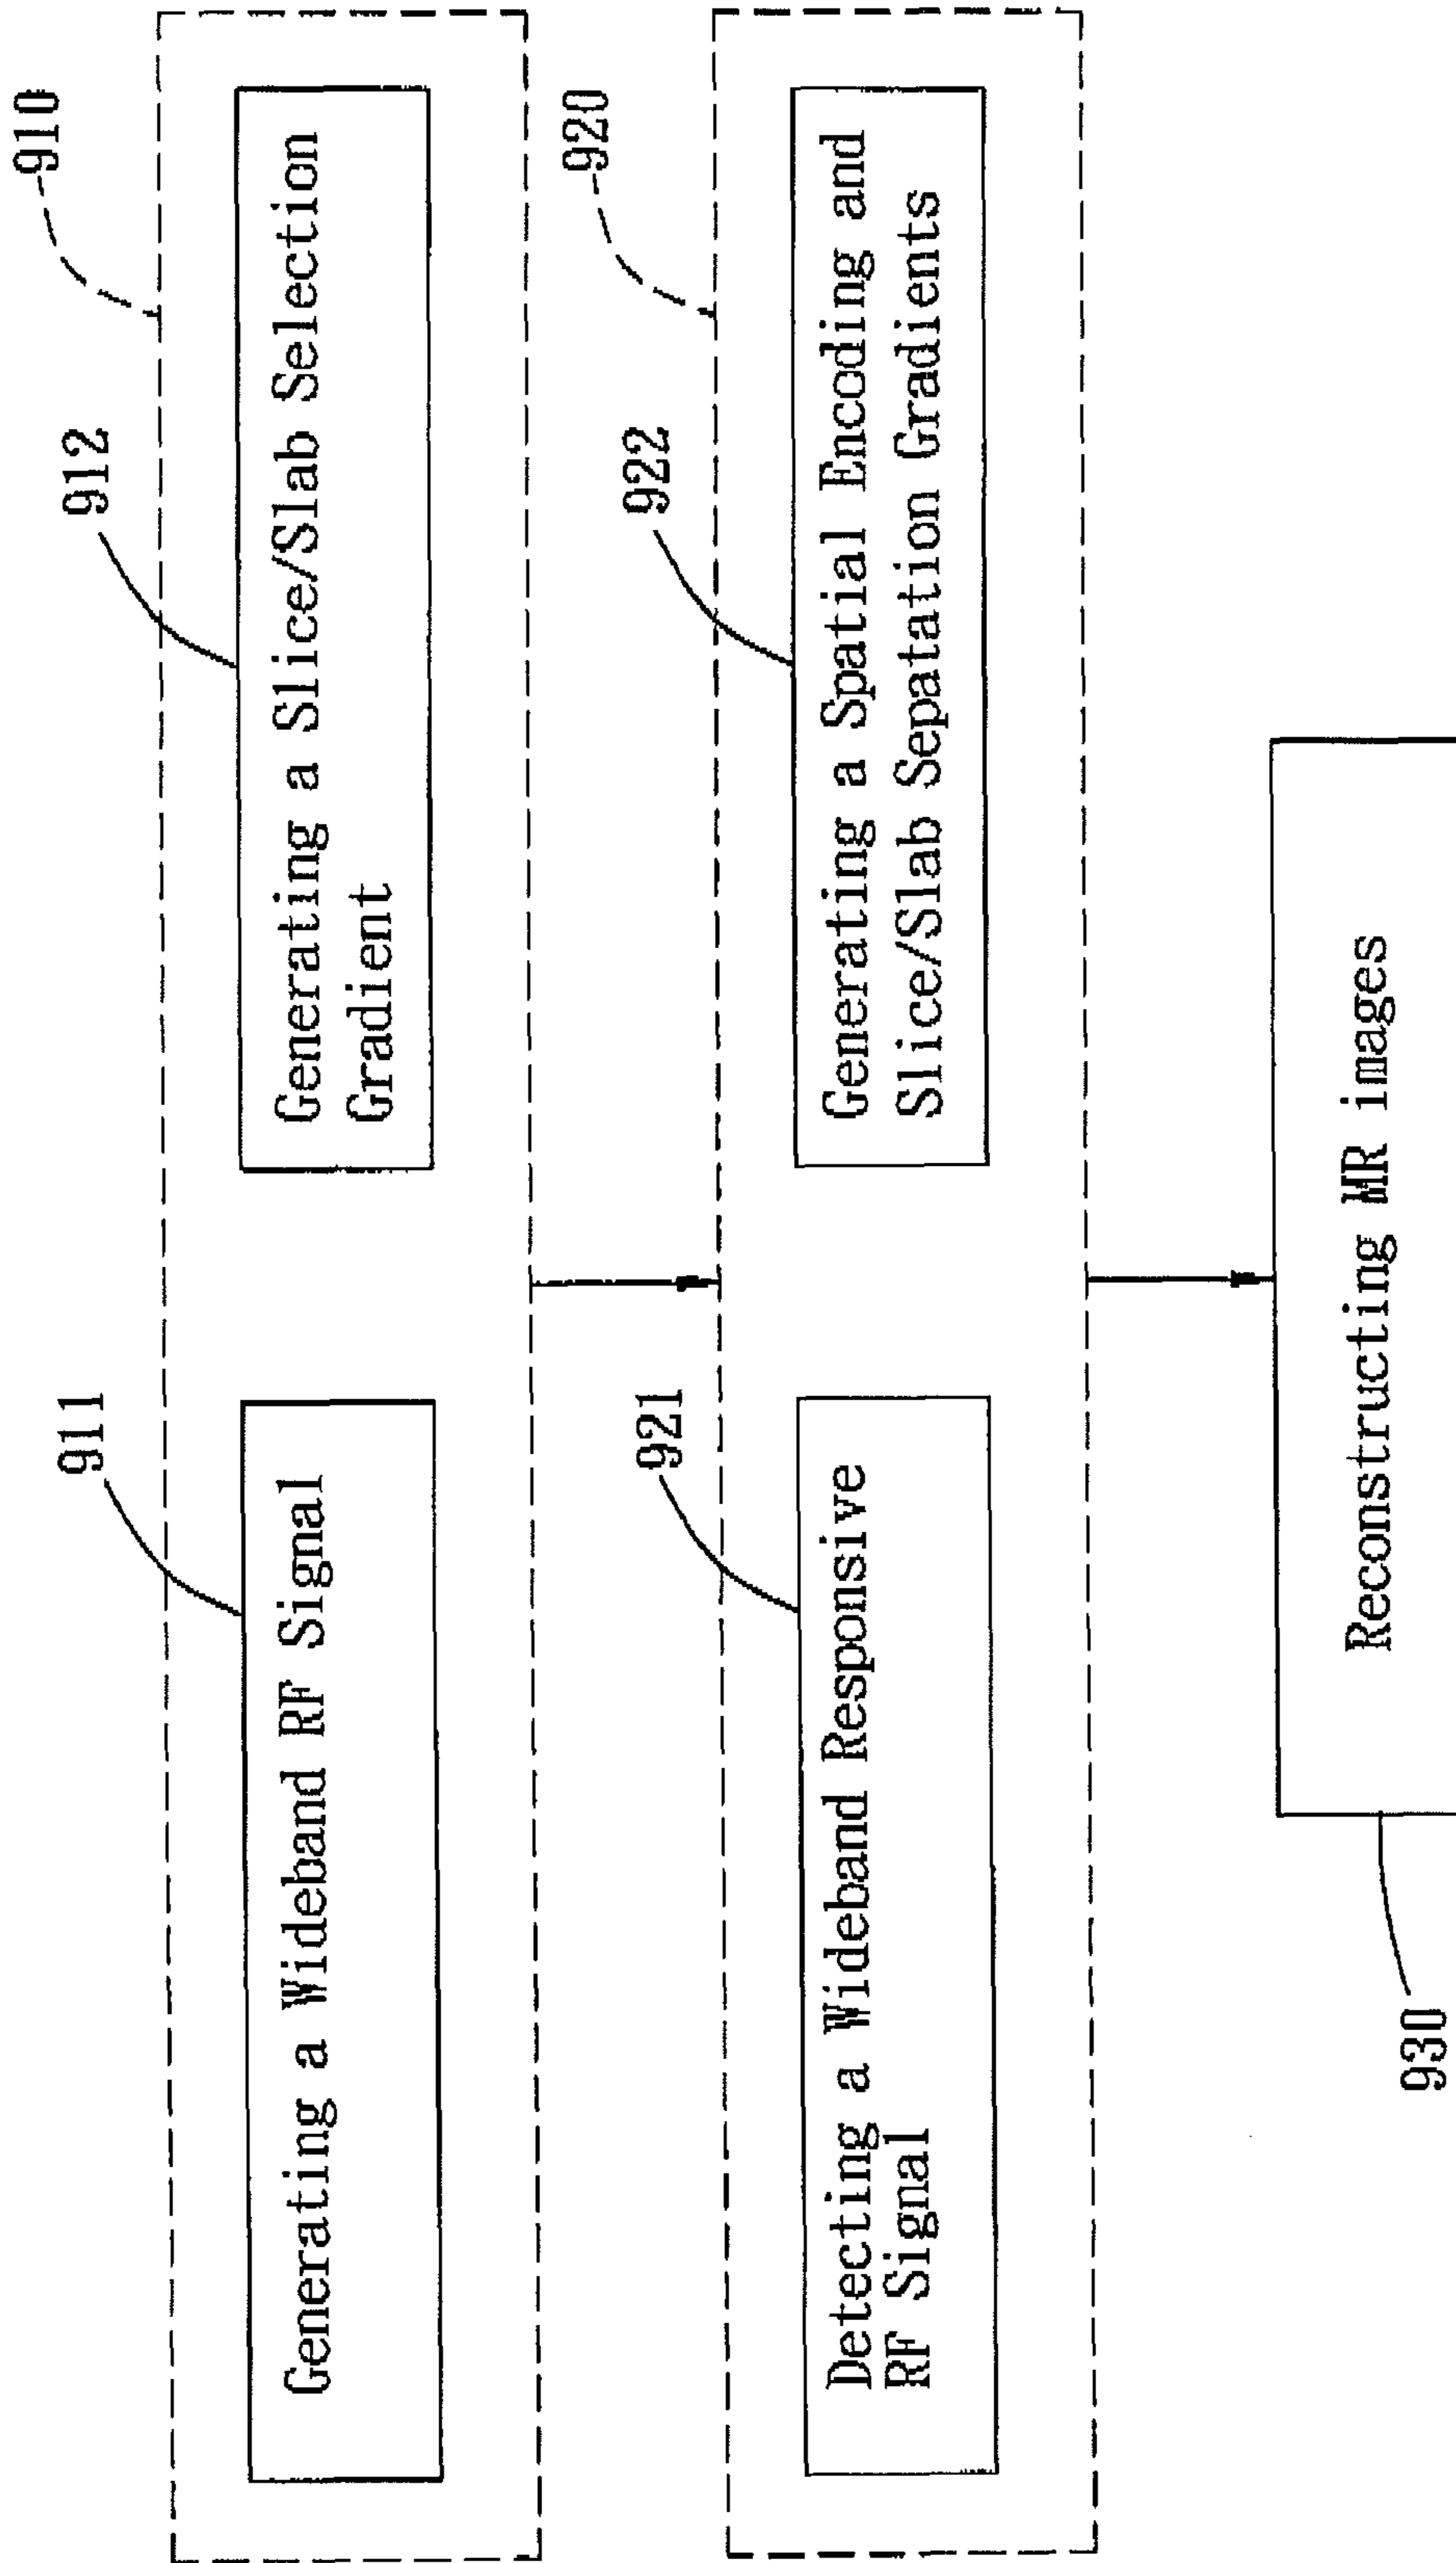 910
911
912
Generating a Wideband RF Signal
Generating a Slice/Slab Selection
Gradient
920
921
922
Detecting a Wideband Responsive
RF Signal
Generating a Spatial Encoding and
Slice/Slab Sepatation Gradients
930
Reconstructing MR images